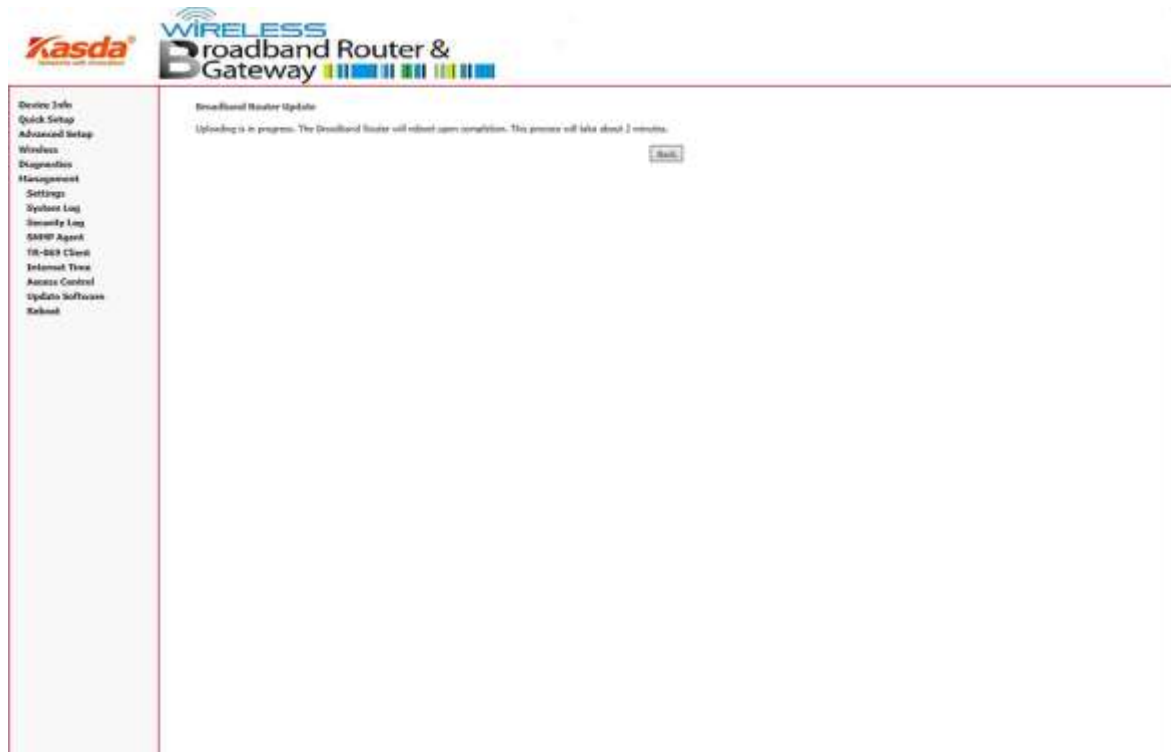 Kasda®
WIRELESS
Broadband Router &
Gateway
Device Info
Quick Setup
Advanced Setup
Wireless
Diagnostics
Management
Settings
System Log
Security Log
SNMP Agent
TR-069 Client
Internet Time
Access Control
Update Software
Reboot
Broadband Router Update
Uploading is in progress. The Broadband Router will reboot upon completion. This process will take about 2 minutes.
Back